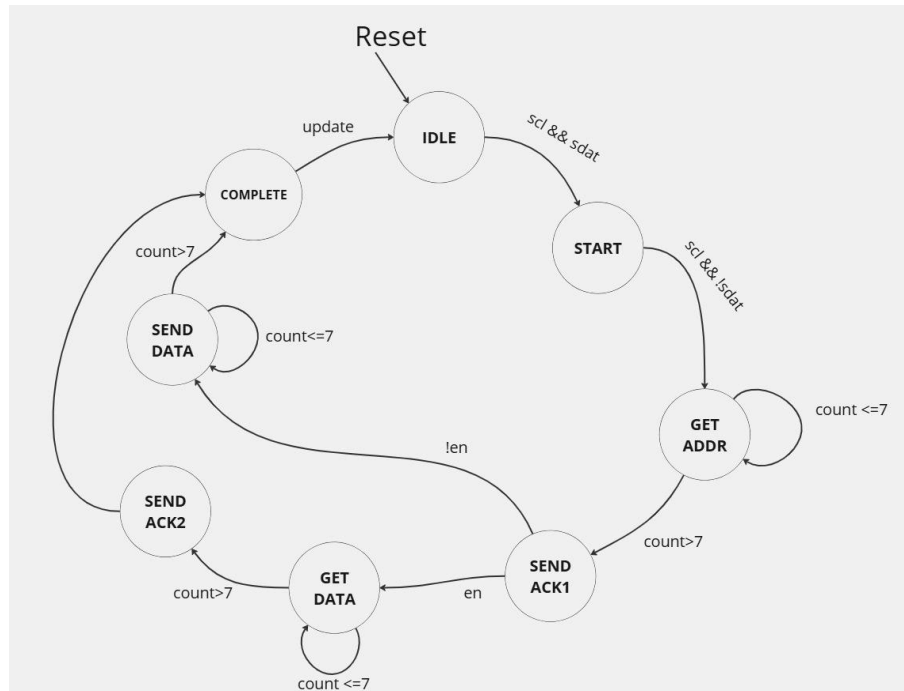 Reset
update
IDLE
scl && sdat
COMPLETE
START
count>7
scl && !sdat
SEND
DATA
count<=7
GET
ADDR
count <=7
!en
SEND
ACK2
count>7
SEND
ACK1
GET
DATA
en
count>7
count <=7